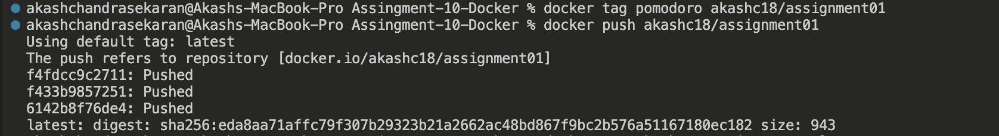 akashchandrasekaran@Akashs-MacBook-Pro Assingment-10-Docker % docker tag pomodoro akashc18/assignment01
akashchandrasekaran@Akashs-MacBook-Pro Assingment-10-Docker % docker push akashc18/assignment01
Using default tag: latest
The push refers to repository [docker.io/akashc18/assignment01]
f4fdcc9c2711: Pushed
f433b9857251: Pushed
6142b8f76de4: Pushed
latest: digest: sha256:eda8aa71affc79f307b29323b21a2662ac48bd867f9bc2b576a51167180ec182 size: 943